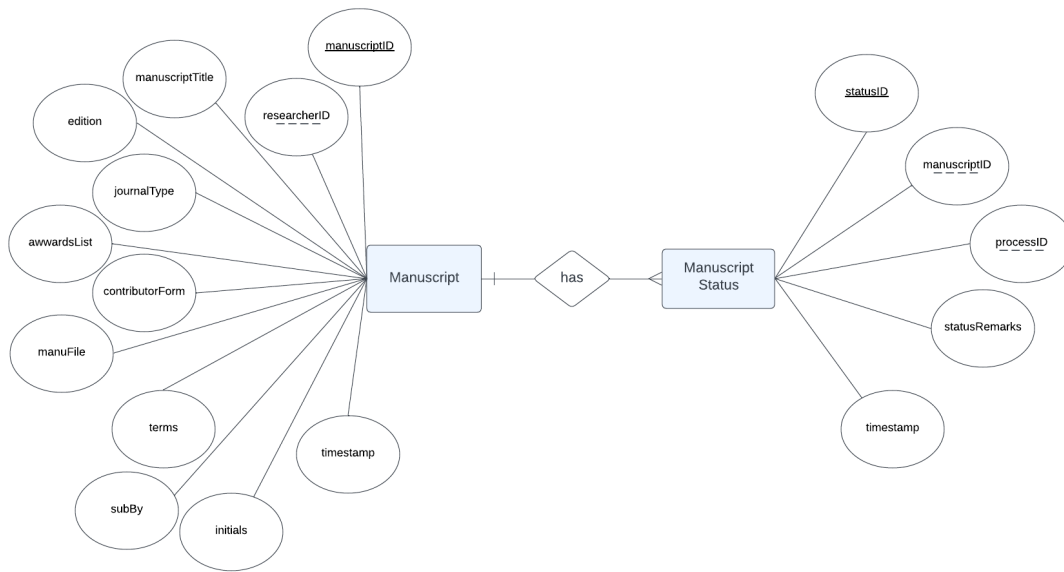 manuscriptID
manuscriptTitle
researcherID
edition
journalType
awwardsList
contributorForm
manuFile
terms
subBy
initials
timestamp
Manuscript
has
Manuscript
Status
statusID
manuscriptID
processID
statusRemarks
timestamp